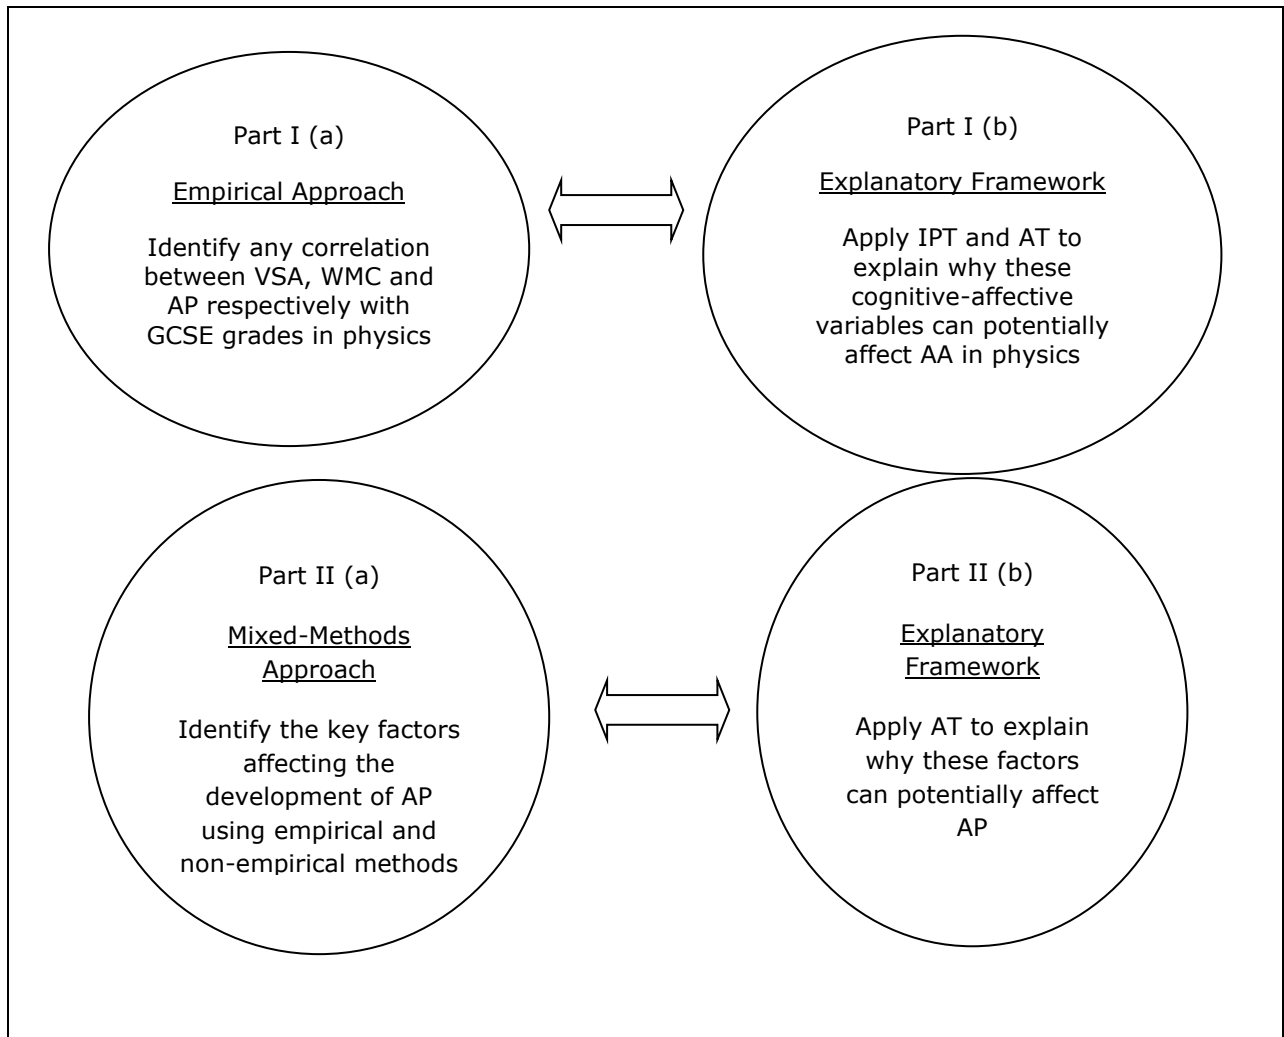 Part I (a)
Empirical Approach
Identify any correlation
between VSA, WMC and
AP respectively with
GCSE grades in physics
Part I (b)
Explanatory Framework
Apply IPT and AT to
explain why these
cognitive-affective
variables can potentially
affect AA in physics
Part II (a)
Mixed-Methods
Approach
Identify the key factors
affecting the
development of AP
using empirical and
non-empirical methods
Part II (b)
Explanatory
Framework
Apply AT to explain
why these factors
can potentially affect
AP